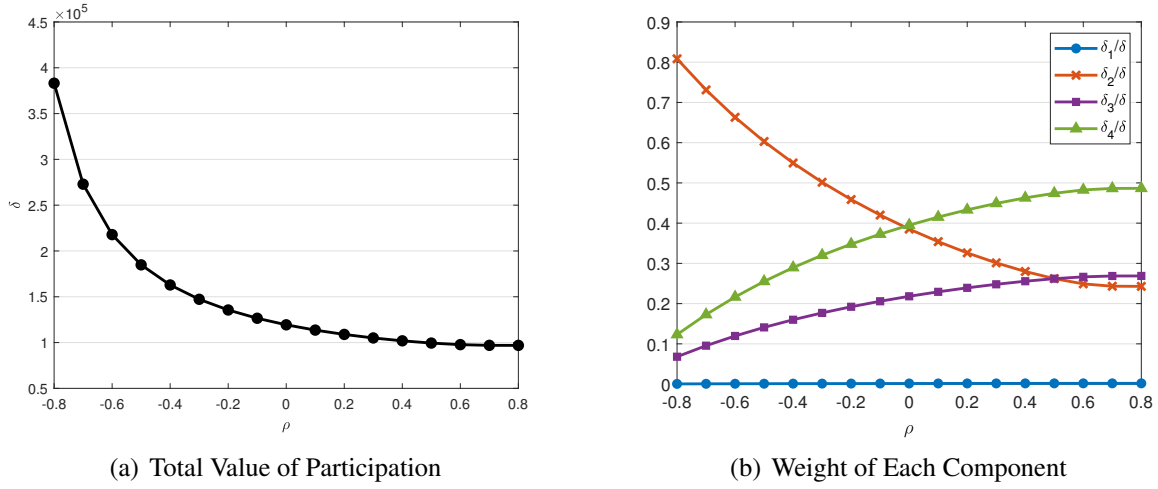 ×10^5
4.5
4
3.5
3
2.5
2
1.5
1
0.5
δ
-0.8 -0.6 -0.4 -0.2 0 0.2 0.4 0.6 0.8
ρ
(a) Total Value of Participation
0.9
0.8
0.7
0.6
0.5
0.4
0.3
0.2
0.1
0
δ_1/δ
δ_2/δ
δ_3/δ
δ_4/δ
-0.8 -0.6 -0.4 -0.2 0 0.2 0.4 0.6 0.8
ρ
(b) Weight of Each Component